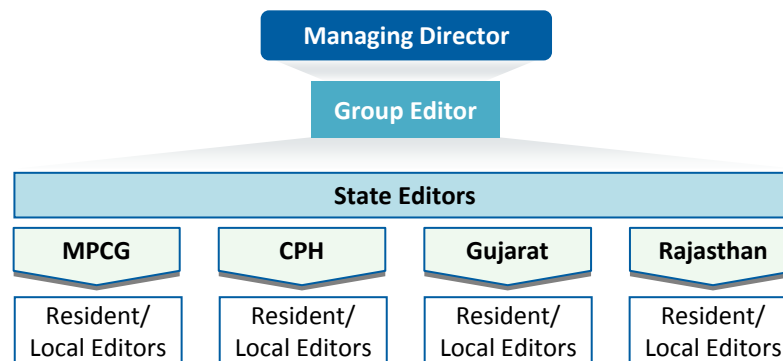 Managing Director
Group Editor
State Editors
MPCG
CPH
Gujarat
Rajasthan
Resident/
Local Editors
Resident/
Local Editors
Resident/
Local Editors
Resident/
Local Editors